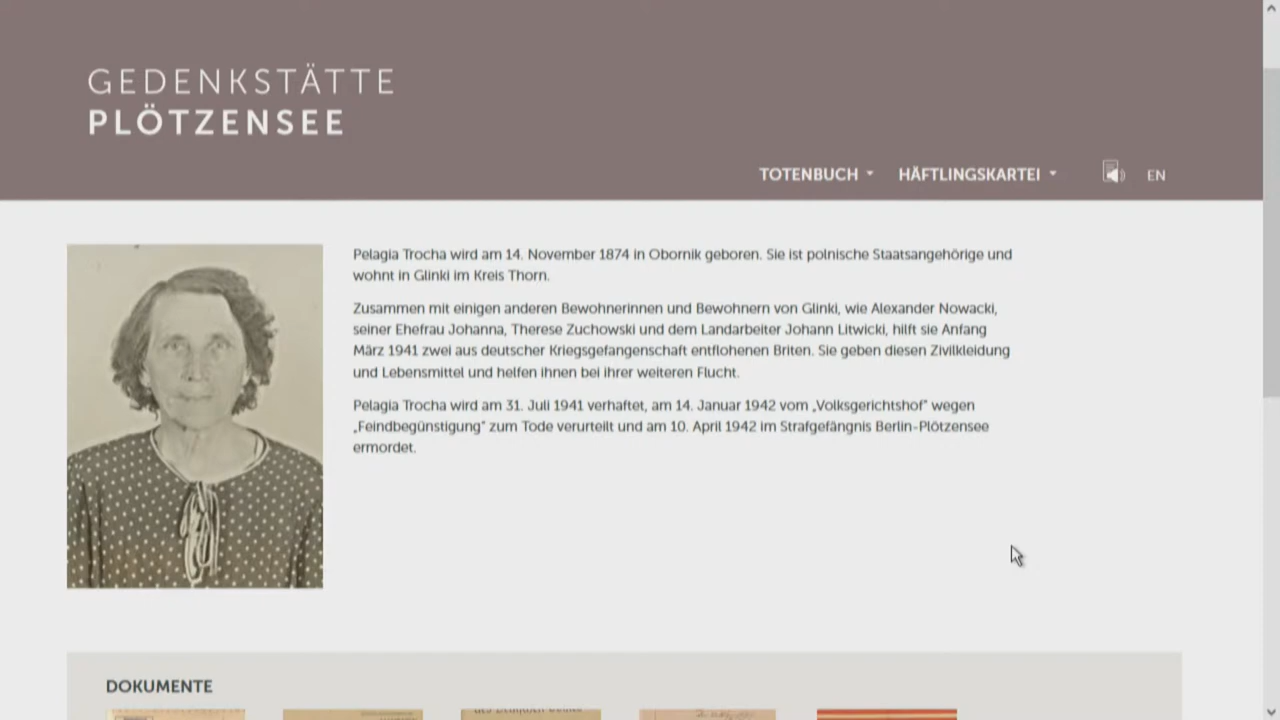 GEDENKSTÄTTE
PLÖTZENSEE
TOTENBUCH
HÄFTLINGSKARTEI
EN
Pelagia Trocha wird am 14. November 1874 in Obornik geboren. Sie ist polnische Staatsangehörige und
wohnt in Glinki im Kreis Thorn.
Zusammen mit einigen anderen Bewohnerinnen und Bewohnern von Glinki, wie Alexander Nowacki,
seiner Ehefrau Johanna, Therese Zuchowski und dem Landarbeiter Johann Litwicki, hilft sie Anfang
März 1941 zwei aus deutscher Kriegsgefangenschaft entflohenen Briten. Sie geben diesen Zivilkleidung
und Lebensmittel und helfen ihnen bei ihrer weiteren Flucht.
Pelagia Trocha wird am 31. Juli 1941 verhaftet, am 14. Januar 1942 vom „Volksgerichtshof“ wegen
„Feindbegünstigung“ zum Tode verurteilt und am 10. April 1942 im Strafgefängnis Berlin-Plötzensee
ermordet.
DOKUMENTE